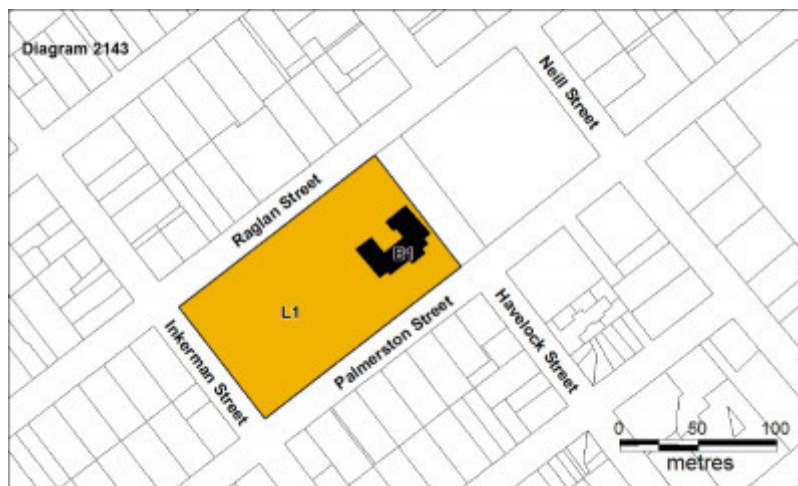 Diagram 2143
Neill Street
Raglan Street
B1
L1
Havelock Street
Palmerston Street
Inkerman Street
0 50 100
metres